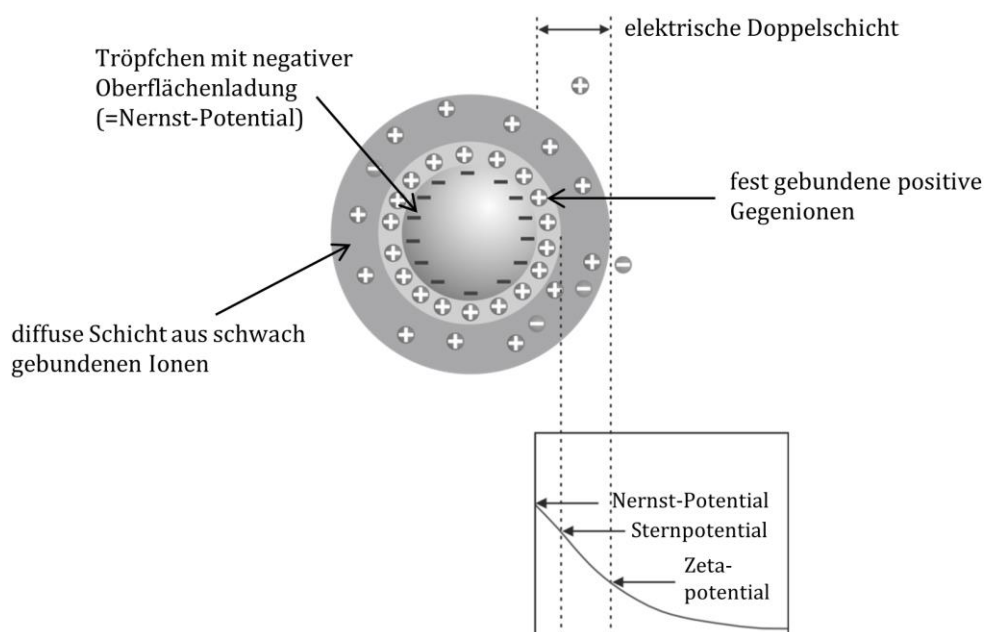 elektrische Doppelschicht
Tröpfchen mit negativer
Oberflächenladung
(=Nernst-Potential)
fest gebundene positive
Gegenionen
diffuse Schicht aus schwach
gebundenen Ionen
Nernst-Potential
Sternpotential
Zeta-
potential